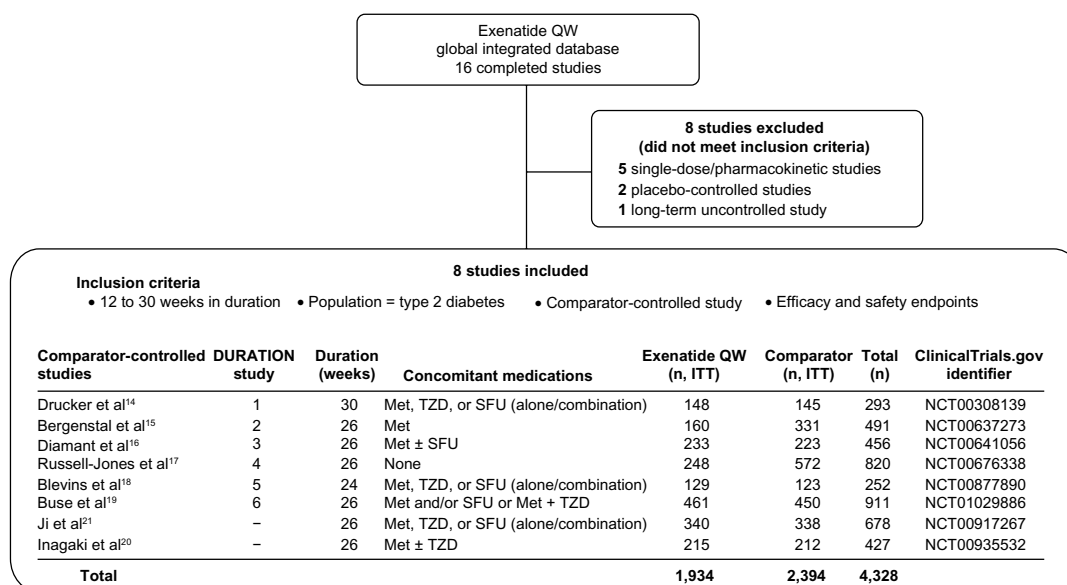 Exenatide QW
global integrated database
16 completed studies
8 studies excluded
(did not meet inclusion criteria)
5 single-dose/pharmacokinetic studies
2 placebo-controlled studies
1 long-term uncontrolled study
8 studies included
Inclusion criteria
• 12 to 30 weeks in duration • Population = type 2 diabetes • Comparator-controlled study • Efficacy and safety endpoints
Comparator-controlled DURATION Duration Concomitant medications Exenatide QW Comparator Total ClinicalTrials.gov
studies study (weeks) (n, ITT) (n, ITT) (n) identifier
Drucker et al14 1 30 Met, TZD, or SFU (alone/combination) 148 145 293 NCT00308139
Bergenstal et al15 2 26 Met 160 331 491 NCT00637273
Diamant et al16 3 26 Met ± SFU 233 223 456 NCT00641056
Russell-Jones et al17 4 26 None 248 572 820 NCT00676338
Blevins et al18 5 24 Met, TZD, or SFU (alone/combination) 129 123 252 NCT00877890
Buse et al19 6 26 Met and/or SFU or Met + TZD 461 450 911 NCT01029886
Ji et al21 – 26 Met, TZD, or SFU (alone/combination) 340 338 678 NCT00917267
Inagaki et al20 – 26 Met ± TZD 215 212 427 NCT00935532
Total 1,934 2,394 4,328